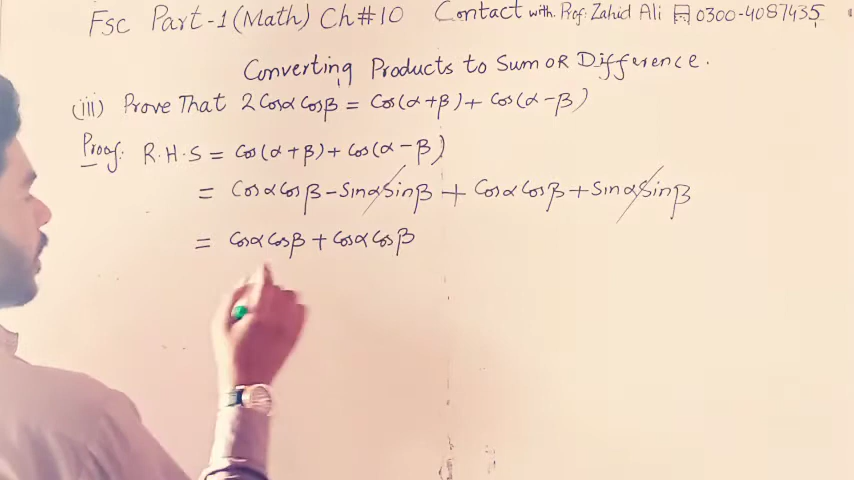 Fsc Part-1 (Math) Ch#10 Contact with. Prof: Zahid Ali 0300-4087435
Converting Products to Sum OR Difference.
(iii) Prove That 2Cosα Cosβ = Cos(α+β) + Cos(α-β)
Proof: R.H.S = Cos(α+β) + Cos(α-β)
= Cosα Cosβ - Sinα Sinβ + Cosα Cosβ + Sinα Sinβ
= Cosα Cosβ + Cosα Cosβ